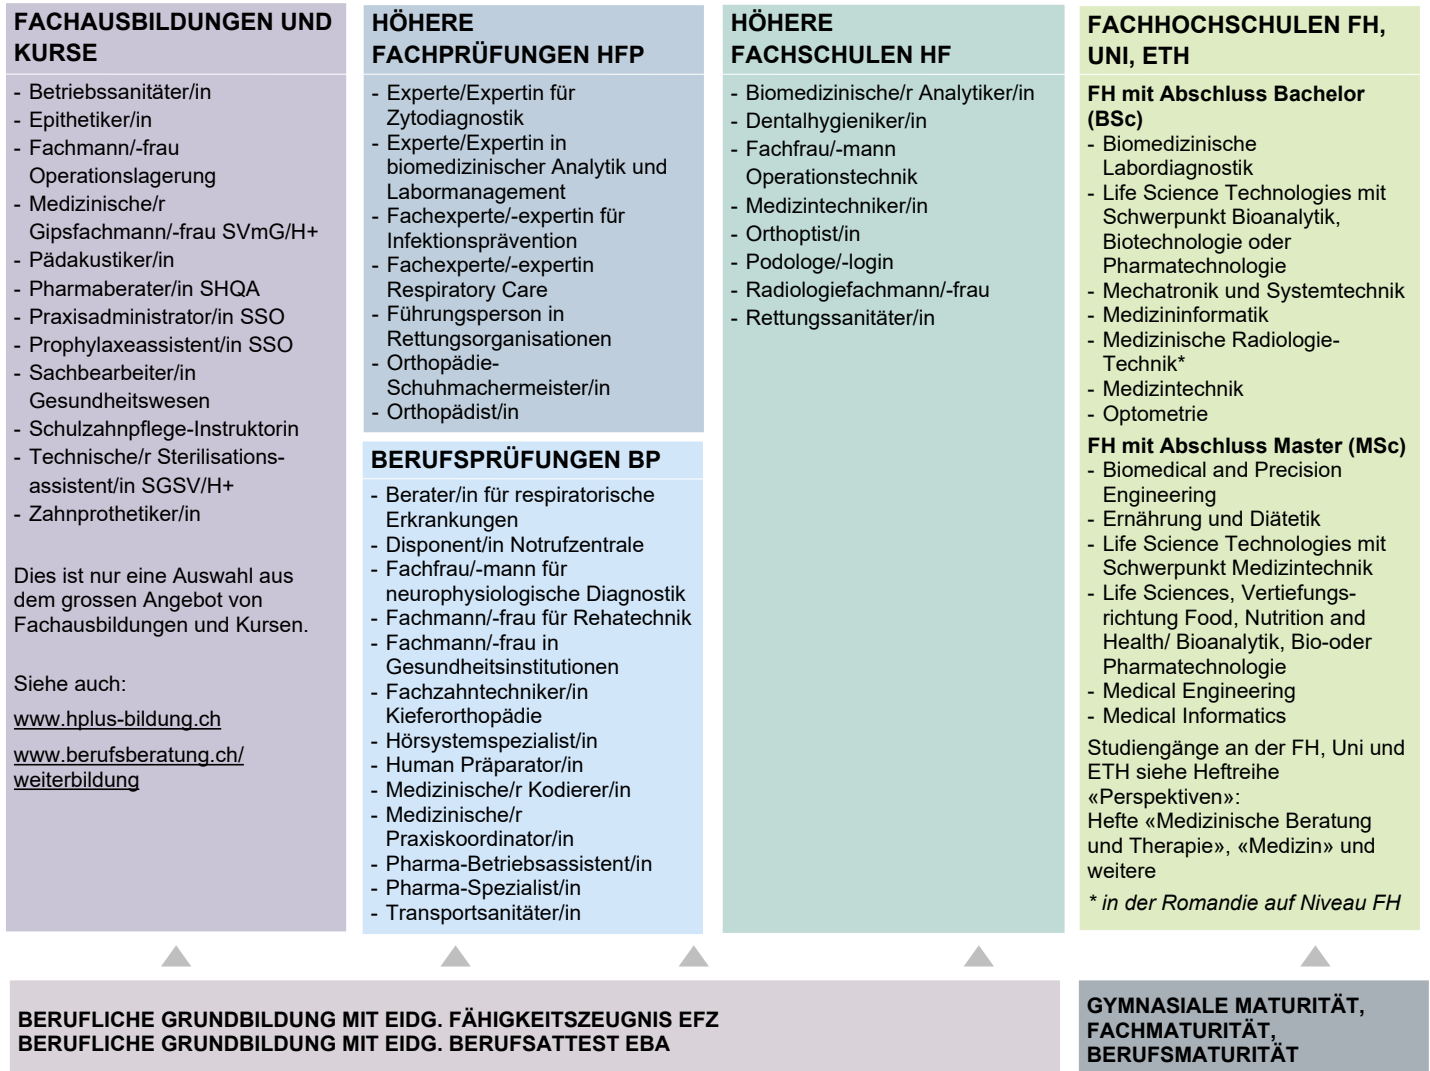 FACHAUSBILDUNGEN UND
KURSE
- Betriebssanitäter/in
- Epithetiker/in
- Fachmann/-frau
Operationslagerung
- Medizinische/r
Gipsfachmann/-frau SVmG/H+
- Pädakustiker/in
- Pharmaberater/in SHQA
- Praxisadministrator/in SSO
- Prophylaxeassistent/in SSO
- Sachbearbeiter/in
Gesundheitswesen
- Schulzahnpflege-Instruktorin
- Technische/r Sterilisations-
assistent/in SGSV/H+
- Zahnprothetiker/in
Dies ist nur eine Auswahl aus
dem grossen Angebot von
Fachausbildungen und Kursen.
Siehe auch:
www.hplus-bildung.ch
www.berufsberatung.ch/
weiterbildung
HÖHERE
FACHPRÜFUNGEN HFP
- Experte/Expertin für
Zytodiagnostik
- Experte/Expertin in
biomedizinischer Analytik und
Labormanagement
- Fachexperte/-expertin für
Infektionsprävention
- Fachexperte/-expertin
Respiratory Care
- Führungsperson in
Rettungsorganisationen
- Orthopädie-
Schuhmachermeister/in
- Orthopädist/in
BERUFSPRÜFUNGEN BP
- Berater/in für respiratorische
Erkrankungen
- Disponent/in Notrufzentrale
- Fachfrau/-mann für
neurophysiologische Diagnostik
- Fachmann/-frau für Rehatechnik
- Fachmann/-frau in
Gesundheitsinstitutionen
- Fachzahntechniker/in
Kieferorthopädie
- Hörsystemspezialist/in
- Human Präparator/in
- Medizinische/r Kodierer/in
- Medizinische/r
Praxiskoordinator/in
- Pharma-Betriebsassistent/in
- Pharma-Spezialist/in
- Transportsanitäter/in
HÖHERE
FACHSCHULEN HF
- Biomedizinische/r Analytiker/in
- Dentalhygieniker/in
- Fachfrau/-mann
Operationstechnik
- Medizintechniker/in
- Orthoptist/in
- Podologe/-login
- Radiologiefachmann/-frau
- Rettungssanitäter/in
FACHHOCHSCHULEN FH,
UNI, ETH
FH mit Abschluss Bachelor
(BSc)
- Biomedizinische
Labordiagnostik
- Life Science Technologies mit
Schwerpunkt Bioanalytik,
Biotechnologie oder
Pharmatechnologie
- Mechatronik und Systemtechnik
- Medizininformatik
- Medizinische Radiologie-
Technik*
- Medizintechnik
- Optometrie
FH mit Abschluss Master (MSc)
- Biomedical and Precision
Engineering
- Ernährung und Diätetik
- Life Science Technologies mit
Schwerpunkt Medizintechnik
- Life Sciences, Vertiefungs-
richtung Food, Nutrition and
Health/ Bioanalytik, Bio-oder
Pharmatechnologie
- Medical Engineering
- Medical Informatics
Studiengänge an der FH, Uni und
ETH siehe Heftreihe
«Perspektiven»:
Hefte «Medizinische Beratung
und Therapie», «Medizin» und
weitere
* in der Romandie auf Niveau FH
BERUFLICHE GRUNDBILDUNG MIT EIDG. FÄHIGKEITSZEUGNIS EFZ
BERUFLICHE GRUNDBILDUNG MIT EIDG. BERUFSATTEST EBA
GYMNASIALE MATURITÄT,
FACHMATURITÄT,
BERUFSMATURITÄT